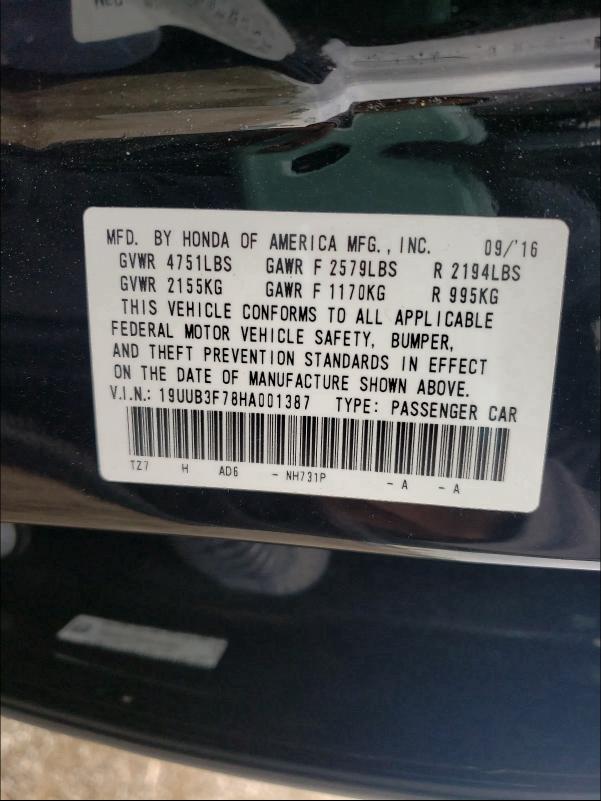 MFD. BY HONDA OF AMERICA MFG., INC. 09/'16
GVWR 4751LBS GAWR F 2579LBS R 2194LBS
GVWR 2155KG GAWR F 1170KG R 995KG
THIS VEHICLE CONFORMS TO ALL APPLICABLE
FEDERAL MOTOR VEHICLE SAFETY, BUMPER,
AND THEFT PREVENTION STANDARDS IN EFFECT
ON THE DATE OF MANUFACTURE SHOWN ABOVE.
V.I.N.: 19UUB3F78HA001387 TYPE: PASSENGER CAR
TZ7 H AD6 - NH731P - A - A